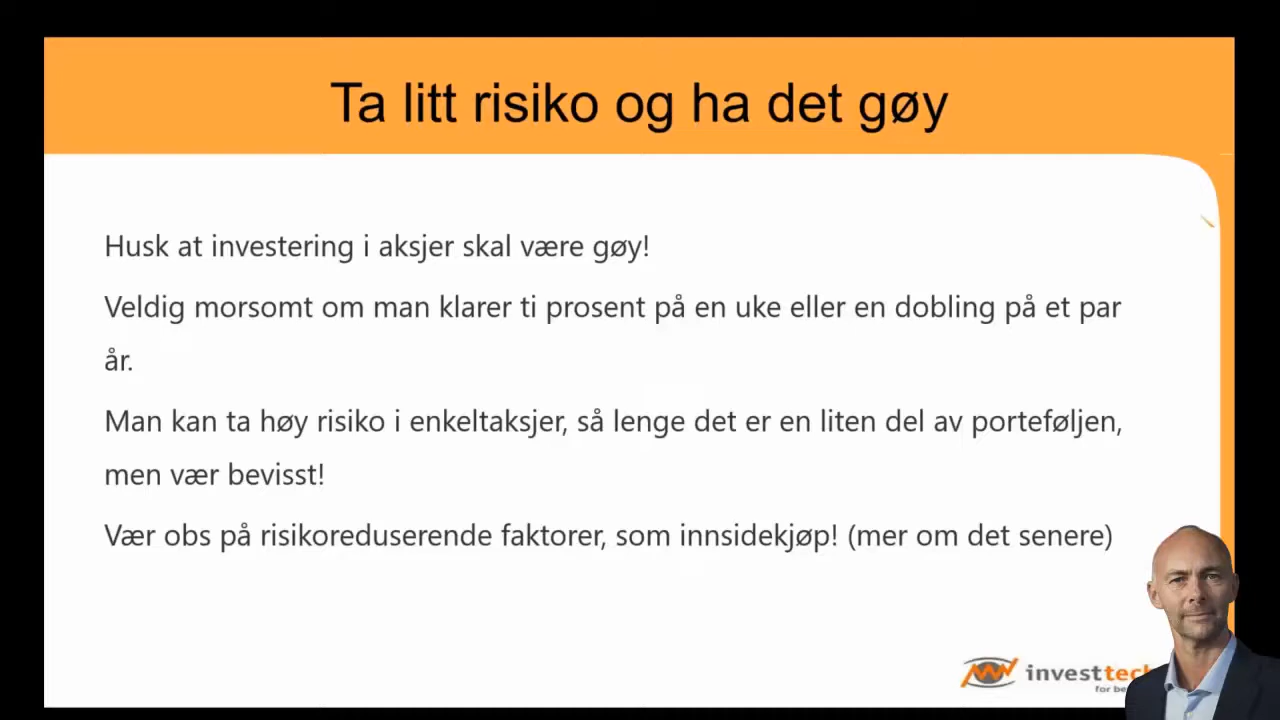 Ta litt risiko og ha det gøy
Husk at investering i aksjer skal være gøy!
Veldig morsomt om man klarer ti prosent på en uke eller en dobling på et par
år.
Man kan ta høy risiko i enkeltaksjer, så lenge det er en liten del av porteføljen,
men vær bevisst!
Vær obs på risikoreduserende faktorer, som innsidekjøp! (mer om det senere)
investtec
for be